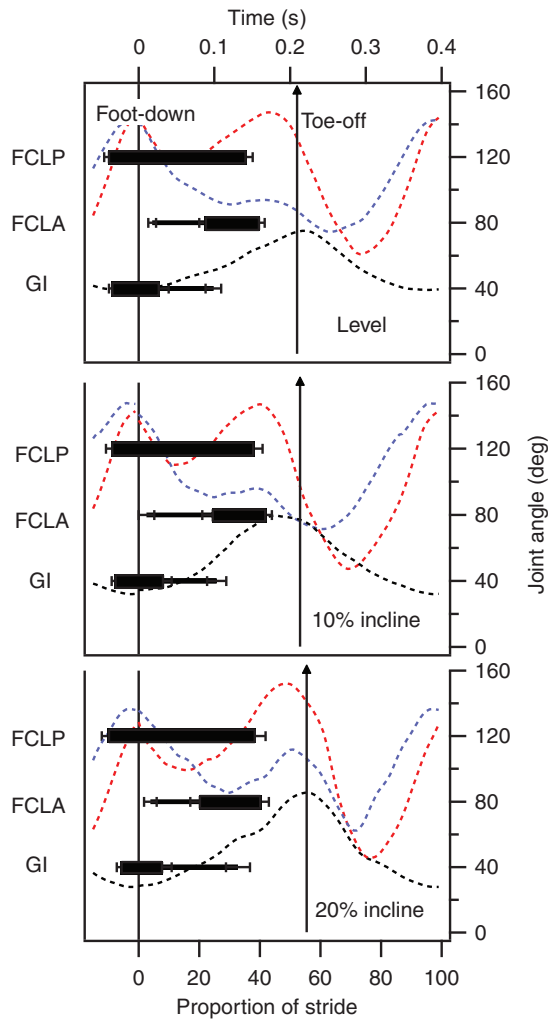 Time (s)
0 0.1 0.2 0.3 0.4
160
Foot-down
Toe-off
FCLP
120
FCLA
80
GI
40
Level
0
160
FCLP
120
FCLA
80
GI
40
10% incline
0
Joint angle (deg)
160
FCLP
120
FCLA
80
GI
40
20% incline
0
0 20 40 60 80 100
Proportion of stride